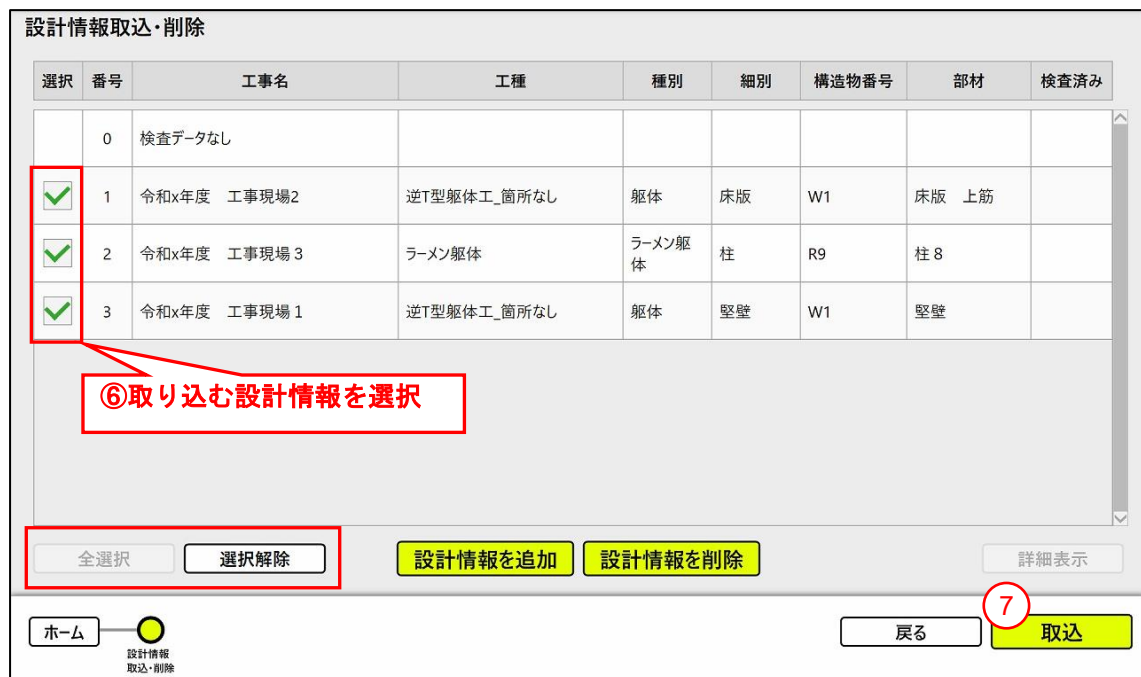 設計情報取込・削除
選択 番号 工事名 工種 種別 細別 構造物番号 部材 検査済み
0 検査データなし
1 令和x年度　工事現場2 逆T型躯体工_箇所なし 躯体 床版 W1 床版　上筋
2 令和x年度　工事現場３ ラーメン躯体 ラーメン躯 柱 R9 柱８
体
3 令和x年度　工事現場１ 逆T型躯体工_箇所なし 躯体 堅壁 W1 堅壁
⑥取り込む設計情報を選択
全選択 選択解除 設計情報を追加 設計情報を削除 詳細表示
⑦
ホーム 戻る 取込
設計情報
取込・削除